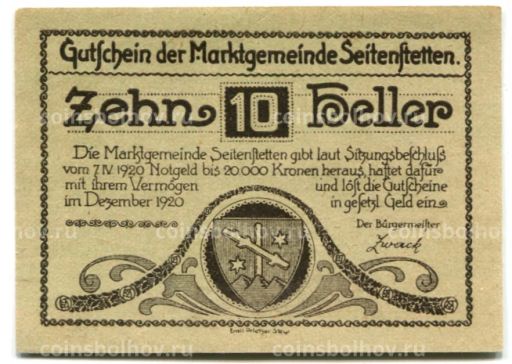 Gutschein der Marktgemeinde Seitenstetten.
Zehn 10 Heller
Die Marktgemeinde Seitenstetten gibt laut Sitzungsbeschluß
vom 7. IV 1920 Notgeld bis 20.000 Kronen heraus, haftet dafür
mit ihrem Vermögen und löst die Gutscheine
im Dezember 1920 in gesetzl. Geld ein.
Der Bürgermeister
coinsbolhov.ru